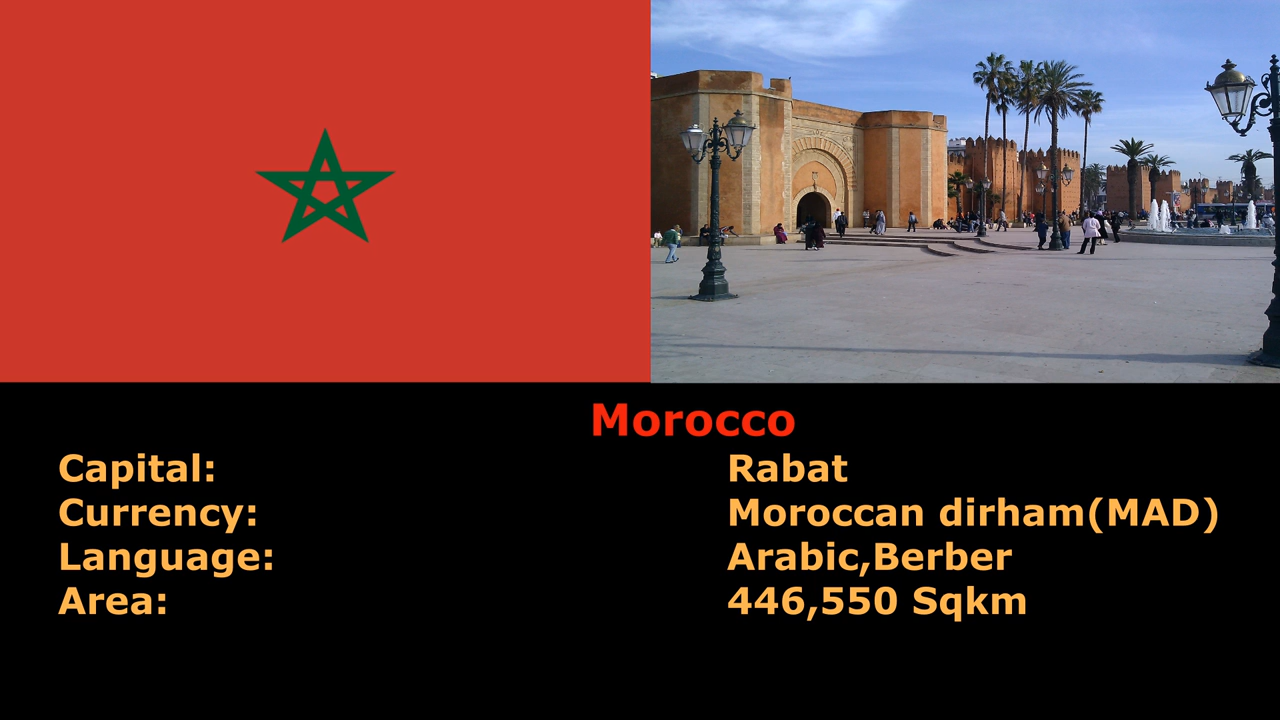 Morocco
Capital: Rabat
Currency: Moroccan dirham(MAD)
Language: Arabic,Berber
Area: 446,550 Sqkm